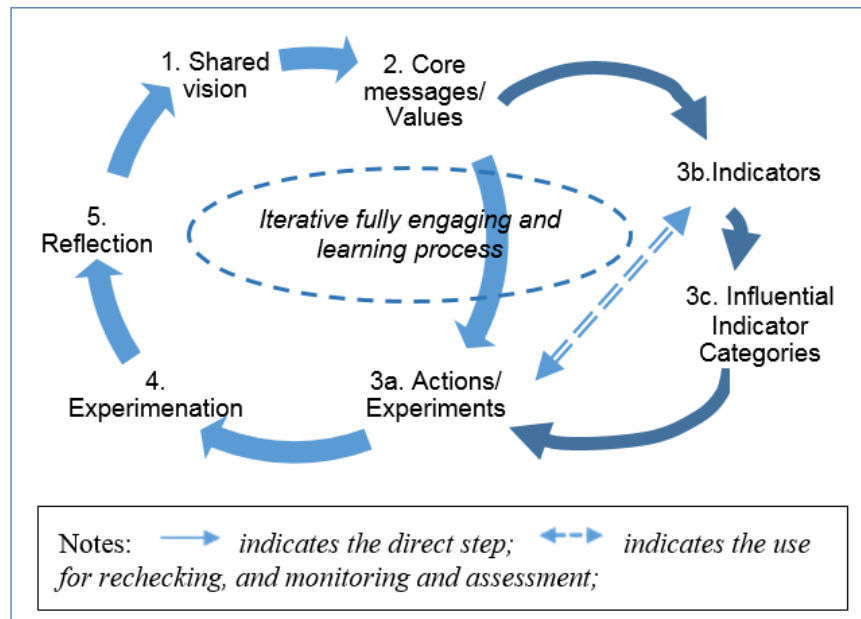 1. Shared
vision
2. Core
messages/
Values
3b.Indicators
3c. Influential
Indicator
Categories
3a. Actions/
Experiments
4.
Experimenation
5.
Reflection
Iterative fully engaging and
learning process
Notes: indicates the direct step; indicates the use
for rechecking, and monitoring and assessment;